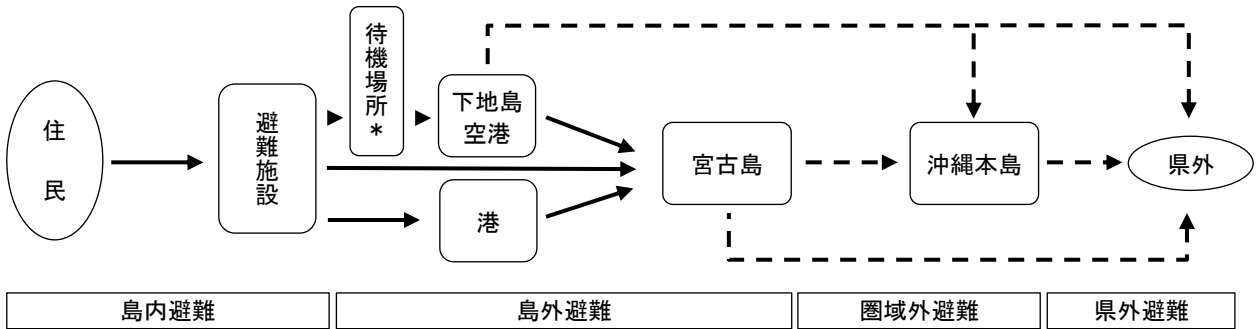 住民
避難施設
待機場所*
下地島
空港
港
宮古島
沖縄本島
県外
島内避難
島外避難
圏域外避難
県外避難